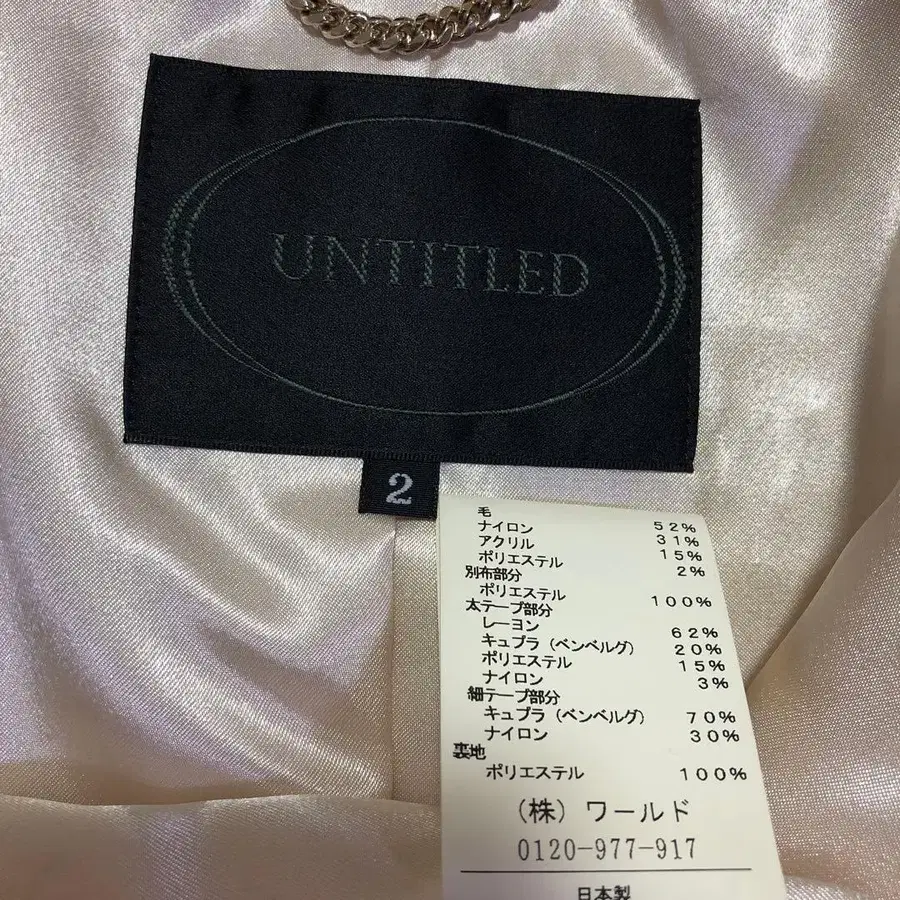 UNTITLED
2
毛 52%
ナイロン 31%
アクリル 15%
ポリエステル 2%
別布部分
ポリエステル 100%
太テープ部分
レーヨン 62%
キュプラ(ベンベルグ) 20%
ポリエステル 15%
ナイロン 3%
細テープ部分
キュプラ(ベンベルグ) 70%
ナイロン 30%
裏地
ポリエステル 100%
(株)ワールド
0120-977-917
日本製